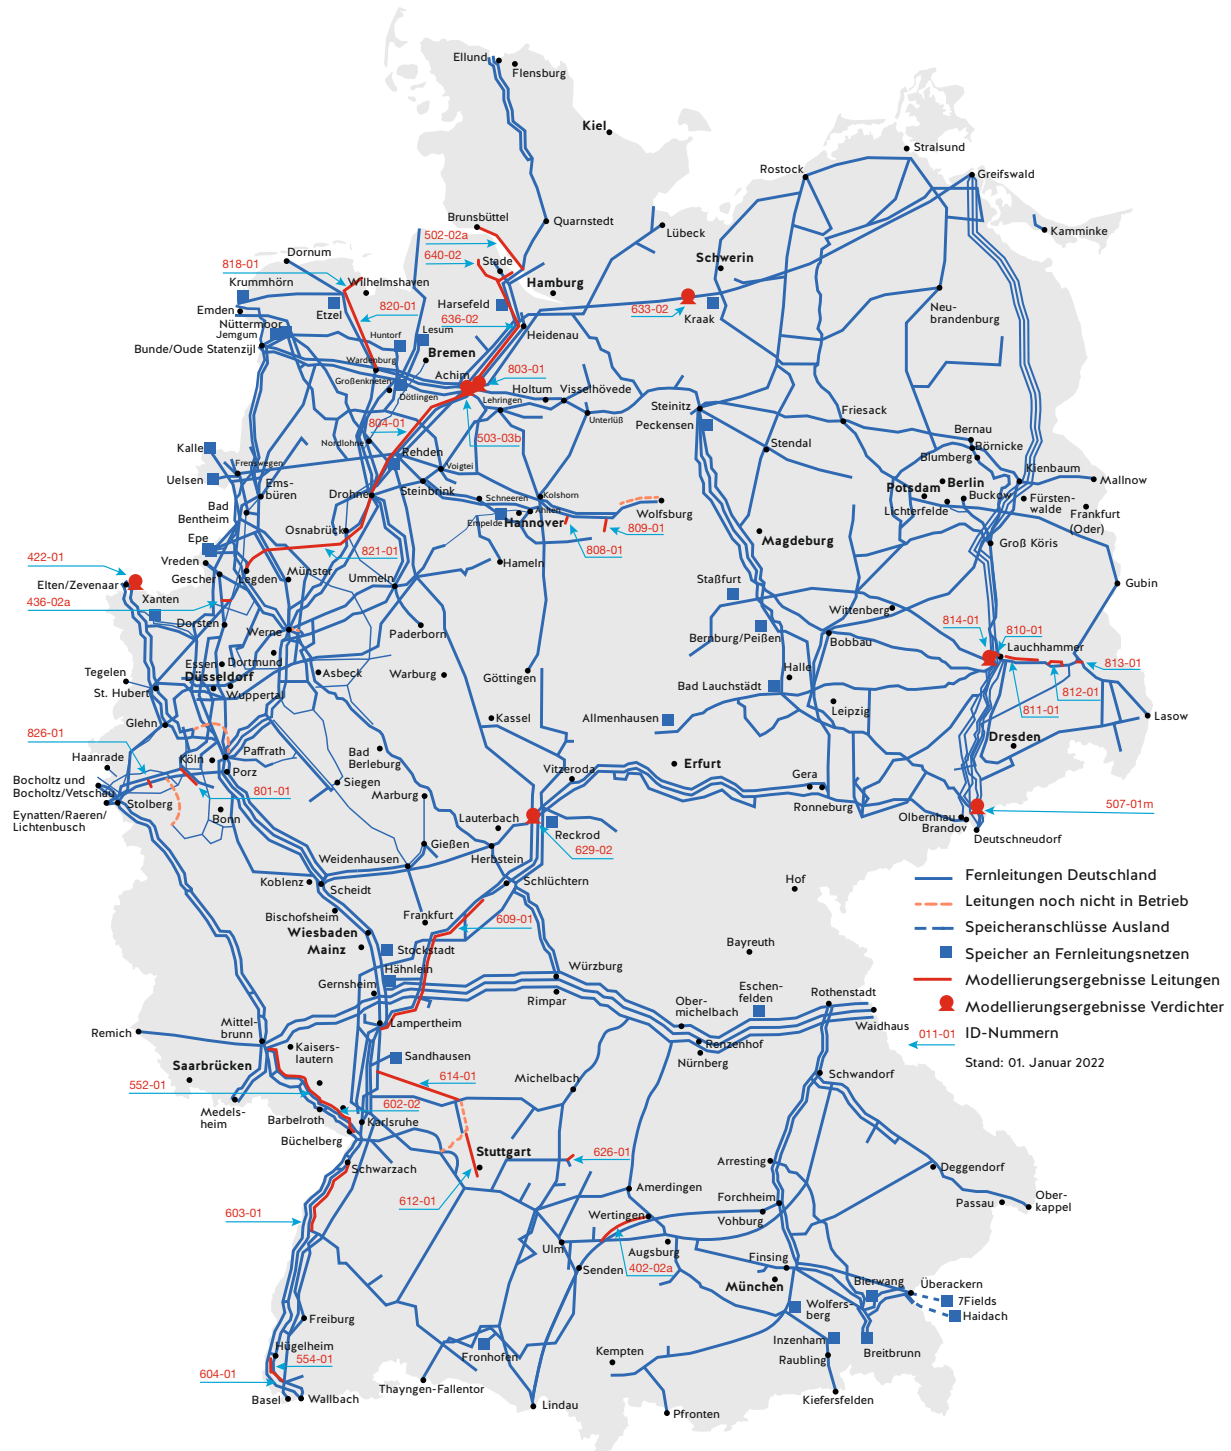 Ellund
Flensburg
Kiel
Stralsund
Rostock
Greifswald
Brunsbüttel
Quarnstedt
Lübeck
Kamminke
502-02a
640-02
Stade
Schwerin
Dornum
818-01
Wilhelmshaven
Krummhörn
Hamburg
Etzel
820-01
Harsefeld
633-02
Kraak
Neu-
brandenburg
Emden
Nüttermoor
Jemgum
Huntorf
Lesum
636-02
Heidenau
Bunde/Oude Statenzijl
Bremen
Wardenburg
Achim
803-01
Großenkneten
Dötlingen
Holtum
Visselhövede
Lehringen
Unterlüß
Steinitz
Peckensen
Friesack
804-01
503-03b
Nordlohne
Stendal
Bernau
Börnicke
Blumberg
Kalle
Rehden
Frenswegen
Voigtei
Kienbaum
Uelsen
Ems-
büren
Drohne
Steinbrink
Schneeren
Kolshorn
Potsdam
Berlin
Buckow
Mallnow
Bad
Bentheim
Ahlten
Empelde
Hannover
Wolfsburg
Lichterfelde
Fürsten-
walde
Frankfurt
(Oder)
Osnabrück
809-01
Magdeburg
Epe
821-01
808-01
Groß Köris
422-01
Vreden
Hameln
Gescher
Legden
Münster
Ummeln
Elten/Zevenaar
Staßfurt
Gubin
Xanten
436-02a
Wittenberg
Dorsten
Werne
Paderborn
Bernburg/Peißen
Bobbau
814-01
810-01
Lauchhammer
Essen
Dortmund
813-01
Tegelen
Düsseldorf
Asbeck
Warburg
Göttingen
Halle
St. Hubert
Wuppertal
Bad Lauchstädt
812-01
811-01
Glehn
Kassel
Allmenhausen
Leipzig
Lasow
826-01
Dresden
Haanrade
Köln
Paffrath
Bad
Berleburg
Erfurt
Porz
Siegen
Vitzeroda
Gera
Bocholtz und
Bocholtz/Vetschau
801-01
Marburg
Ronneburg
Stolberg
Bonn
507-01m
Eynatten/Raeren/
Lichtenbusch
Lauterbach
Reckrod
Olbernhau
Brandov
Deutschneudorf
Gießen
629-02
Weidenhausen
Herbstein
Koblenz
Scheidt
Schlüchtern
Hof
Bischofsheim
Frankfurt
609-01
Wiesbaden
Mainz
Stockstadt
Bayreuth
Hähnlein
Würzburg
Gernsheim
Rimpar
Eschen-
felden
Rothenstadt
Ober-
michelbach
Waidhaus
Remich
Mittel-
brunn
Lampertheim
Kaisers-
lautern
Renzenhof
Nürnberg
Saarbrücken
Sandhausen
Schwandorf
614-01
Michelbach
552-01
602-02
Medels-
heim
Barbelroth
Karlsruhe
Büchelberg
Stuttgart
626-01
Arresting
Schwarzach
Deggendorf
612-01
Amerdingen
Forchheim
Passau
Ober-
kappel
603-01
Wertingen
Vohburg
Ulm
Augsburg
Finsing
Senden
402-02a
München
Bierwang
Überackern
7Fields
Wolfers-
berg
Haidach
Freiburg
Hügelheim
554-01
Fronhofen
Inzenham
Breitbrunn
Kempten
Raubling
604-01
Basel
Wallbach
Thayngen-Fallentor
Lindau
Kiefersfelden
Pfronten
Fernleitungen Deutschland
Leitungen noch nicht in Betrieb
Speicheranschlüsse Ausland
Speicher an Fernleitungsnetzen
Modellierungsergebnisse Leitungen
Modellierungsergebnisse Verdichter
011-01
ID-Nummern
Stand: 01. Januar 2022